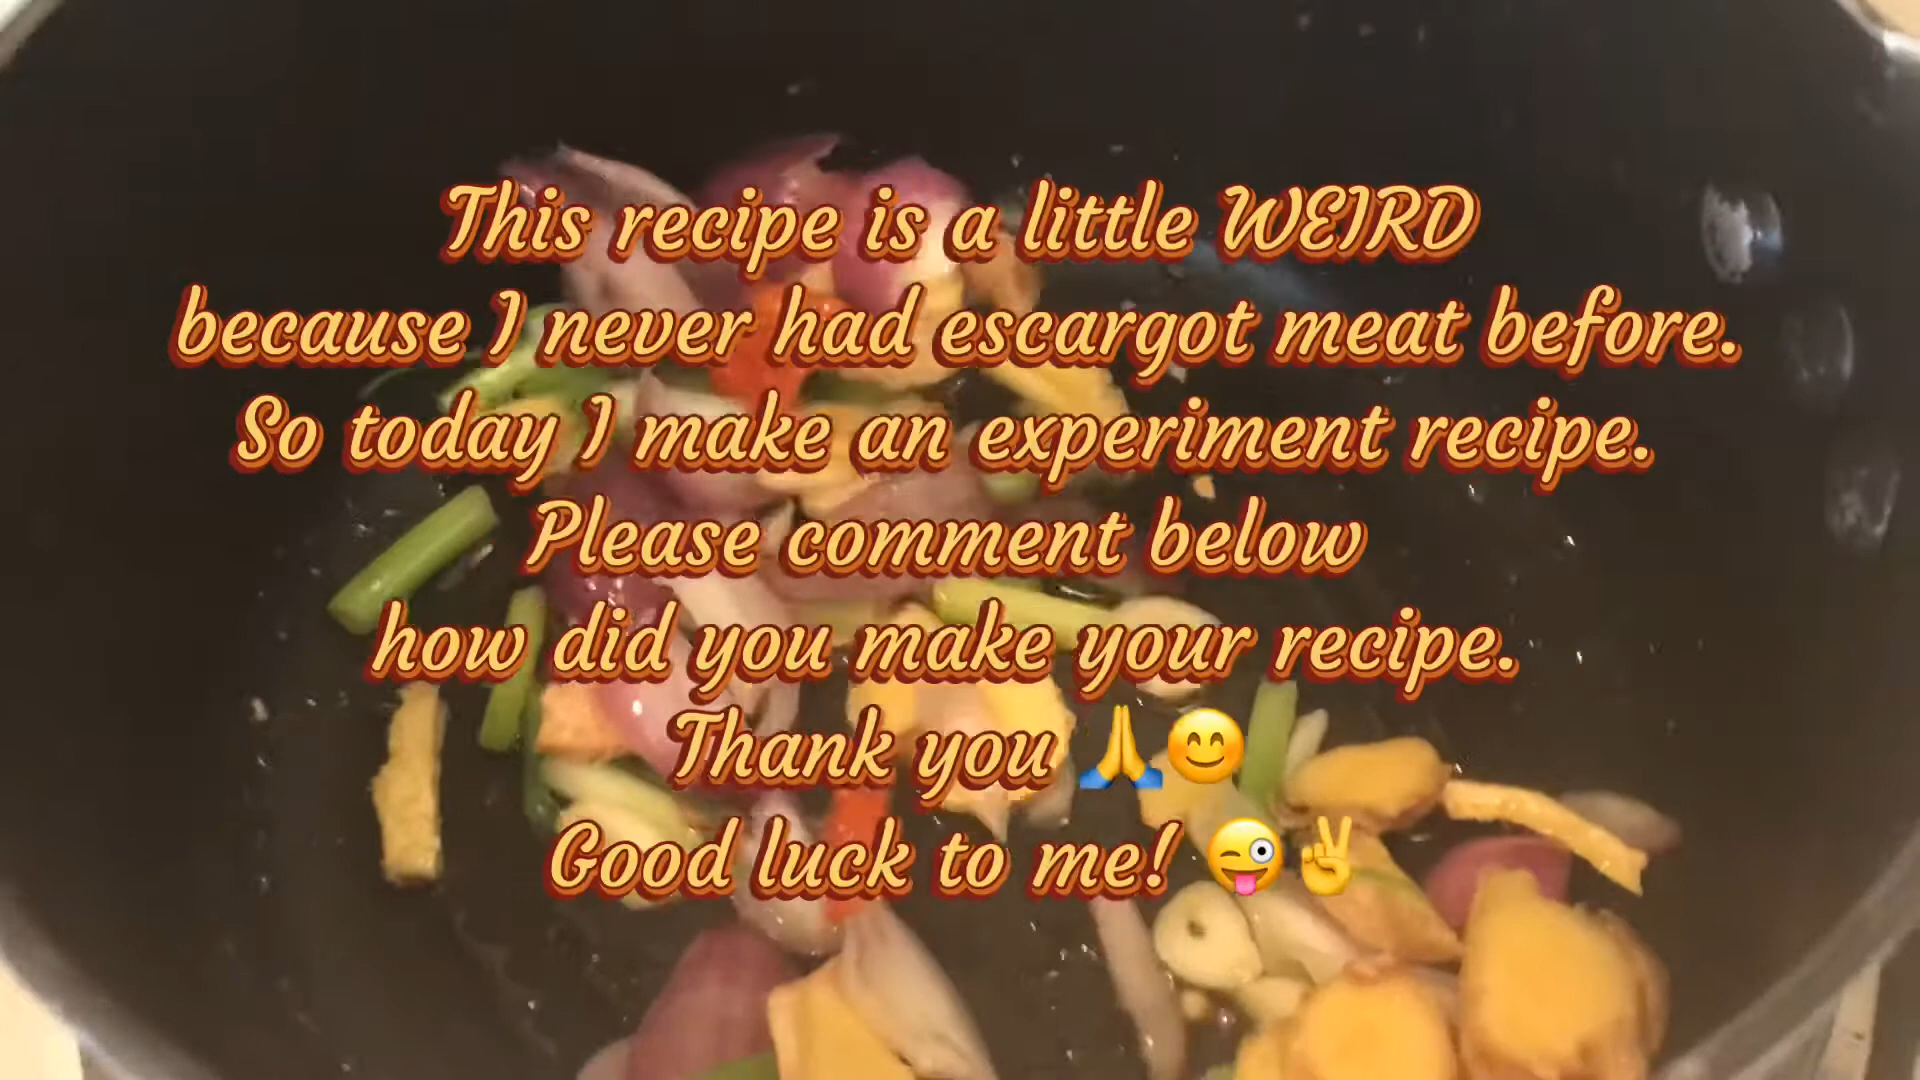 This recipe is a little WEIRD
because I never had escargot meat before.
So today I make an experiment recipe.
Please comment below
how did you make your recipe.
Thank you 🙏😊
Good luck to me! 😜✌